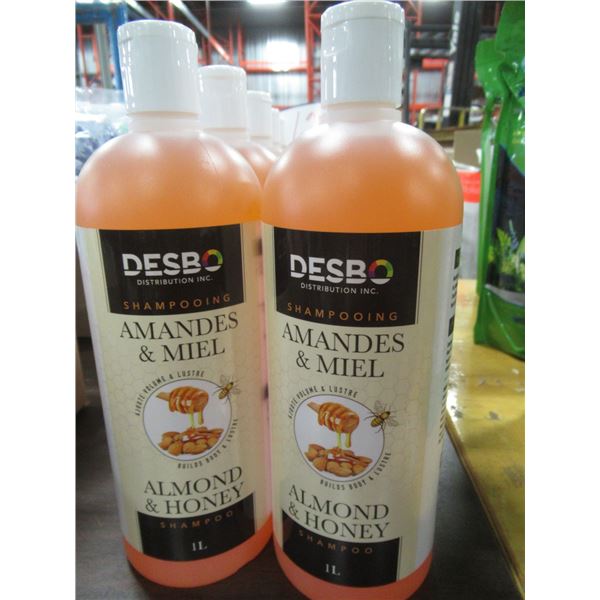 DESBO
DISTRIBUTION INC.
SHAMPOOING
AMANDES
& MIEL
AJOUTE VOLUME & LUSTRE
BUILDS BODY & LUSTRE
ALMOND
& HONEY
SHAMPOO
1L
DESBO
DISTRIBUTION INC.
SHAMPOOING
AMANDES
& MIEL
AJOUTE VOLUME & LUSTRE
BUILDS BODY & LUSTRE
ALMOND
& HONEY
SHAMPOO
1L